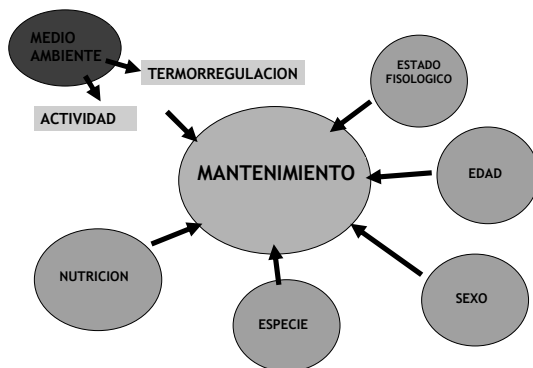 MEDIO
AMBIENTE
TERMORREGULACION
ACTIVIDAD
ESTADO
FISOLOGICO
MANTENIMIENTO
EDAD
NUTRICION
ESPECIE
SEXO